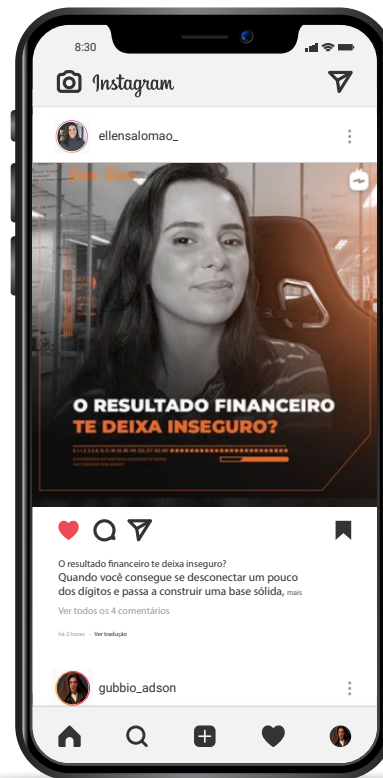 8:30
Instagram
ellensalomao_
O RESULTADO FINANCEIRO
TE DEIXA INSEGURO?
O resultado financeiro te deixa inseguro?
Quando você consegue se desconectar um pouco
dos dígitos e passa a construir uma base sólida, mais
Ver todos os 4 comentários
há 2 horas · Ver tradução
gubbio_adson